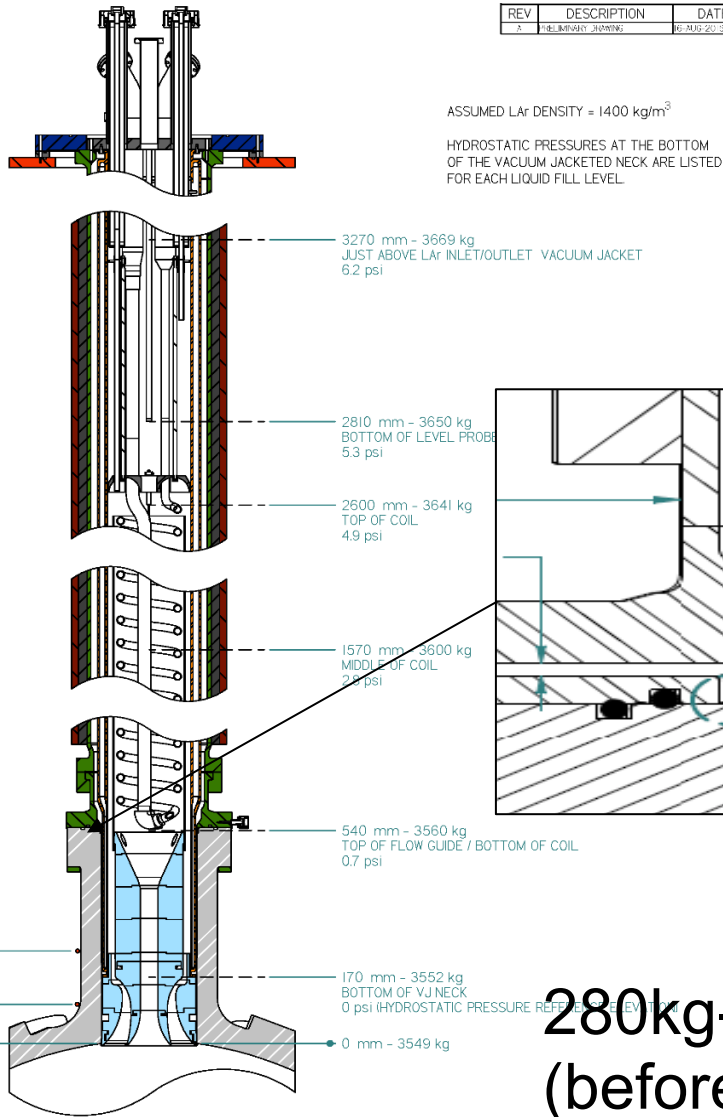 REV DESCRIPTION DATE
A PRELIMINARY DRAWING 16-AUG-20
ASSUMED LAr DENSITY = 1400 kg/m³
HYDROSTATIC PRESSURES AT THE BOTTOM
OF THE VACUUM JACKETED NECK ARE LISTED
FOR EACH LIQUID FILL LEVEL.
3270 mm - 3669 kg
JUST ABOVE LAr INLET/OUTLET VACUUM JACKET
6.2 psi
2810 mm - 3650 kg
BOTTOM OF LEVEL PROBE
5.3 psi
2600 mm - 3641 kg
TOP OF COIL
4.9 psi
1570 mm - 3600 kg
MIDDLE OF COIL
2.8 psi
540 mm - 3560 kg
TOP OF FLOW GUIDE / BOTTOM OF COIL
0.7 psi
170 mm - 3552 kg
BOTTOM OF VJ NECK
0 psi (HYDROSTATIC PRESSURE REFERENCE ELEVATION)
0 mm - 3549 kg
280kg-
(before